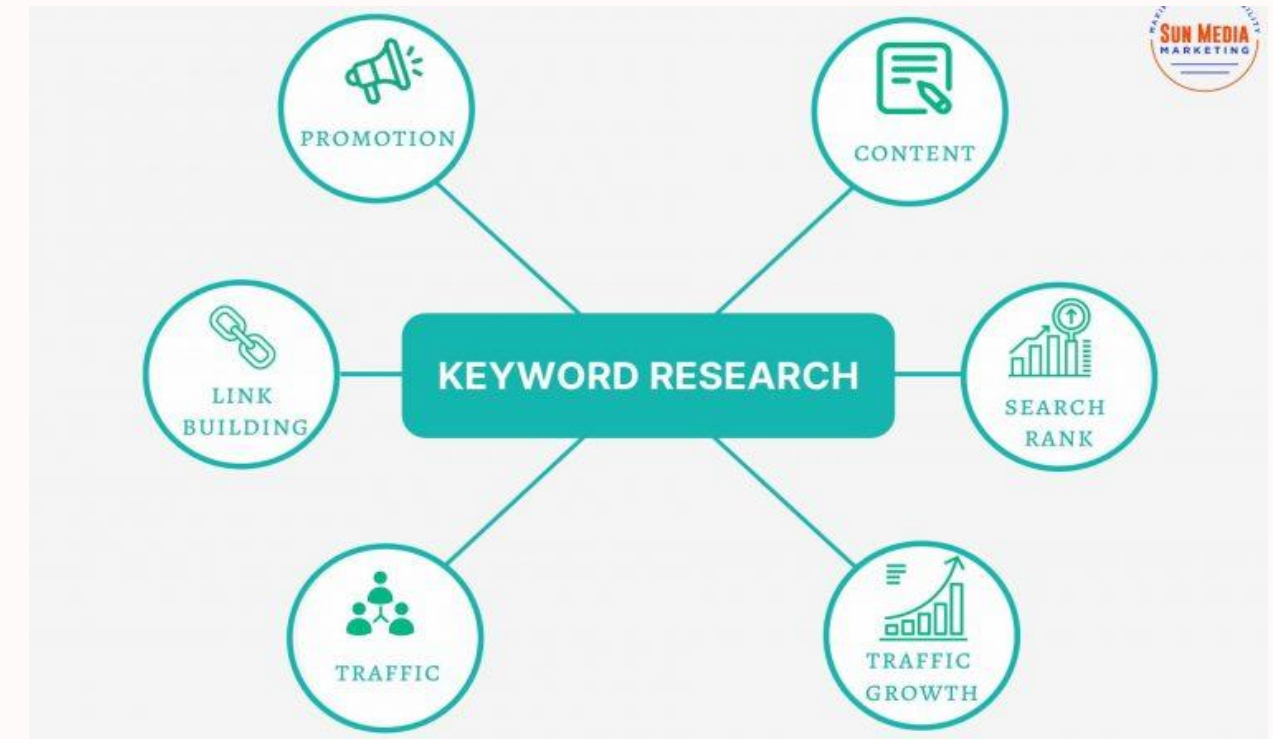 SUN MEDIA
MARKETING
PROMOTION
CONTENT
KEYWORD RESEARCH
LINK
BUILDING
SEARCH
RANK
TRAFFIC
TRAFFIC
GROWTH